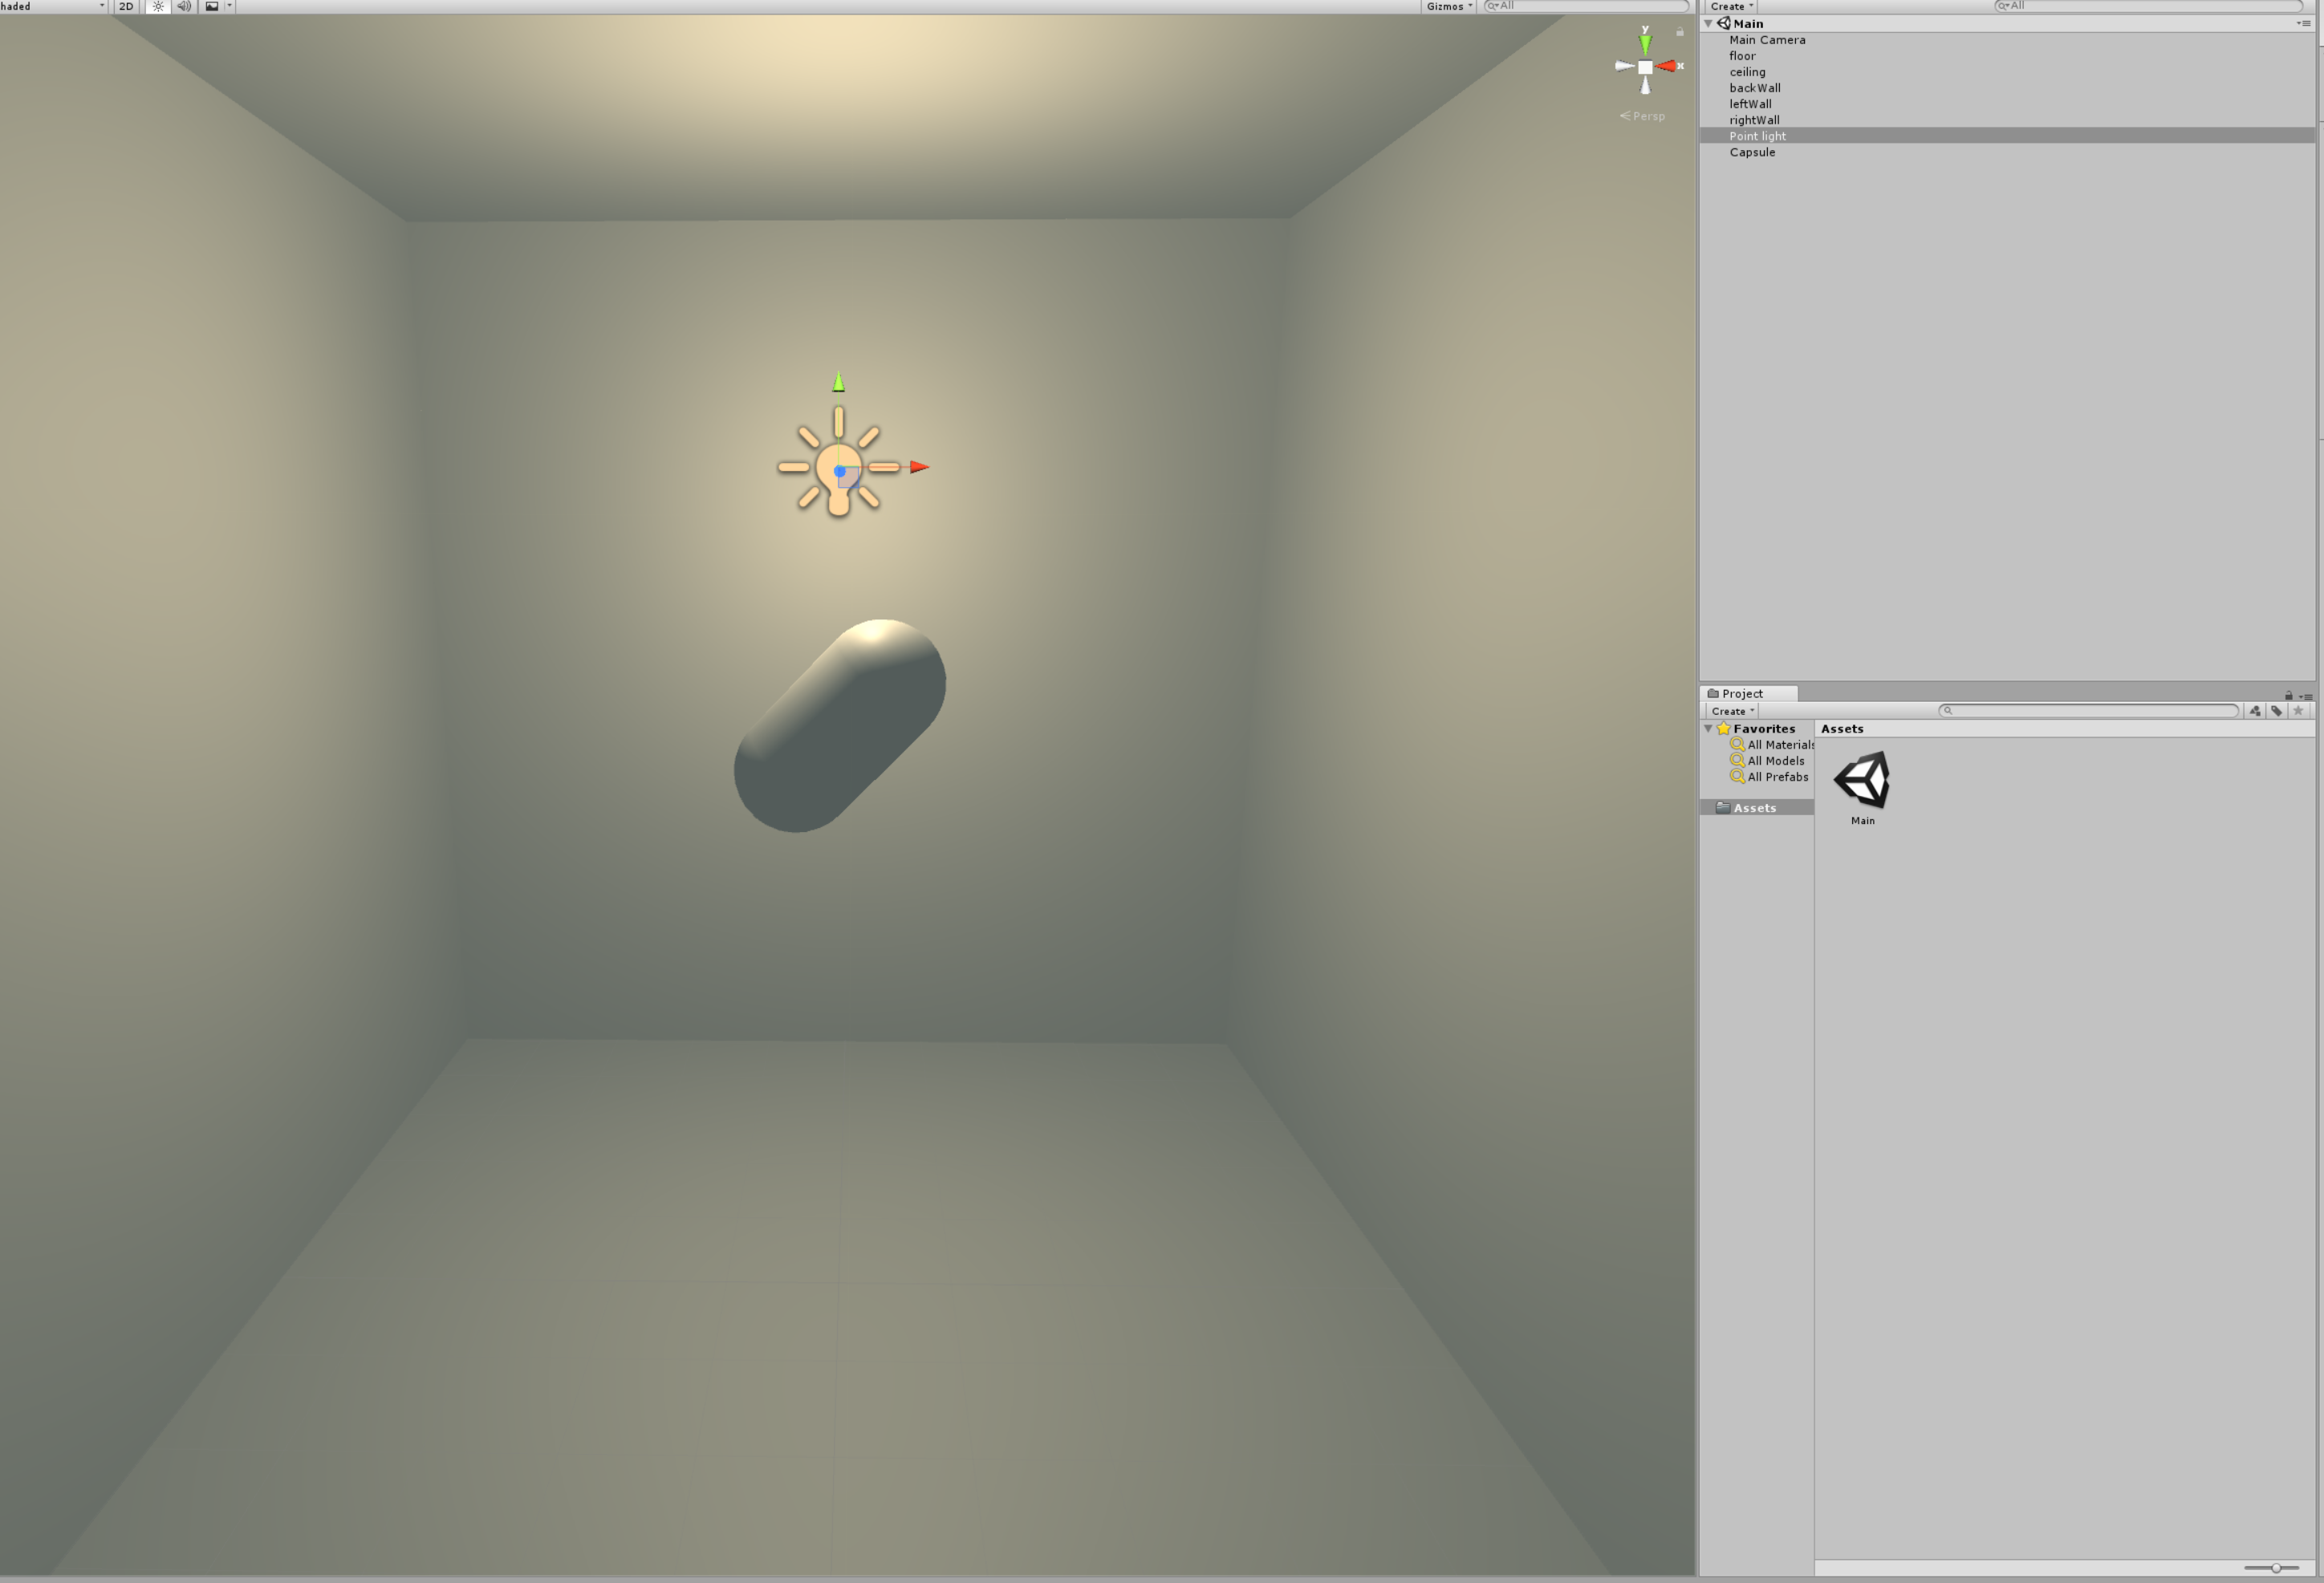 haded 2D Gizmos All
y
x
Persp
Create All
Main
Main Camera
floor
ceiling
backWall
leftWall
rightWall
Point light
Capsule
Project
Create
Favorites
All Materials
All Models
All Prefabs
Assets
Assets
Main